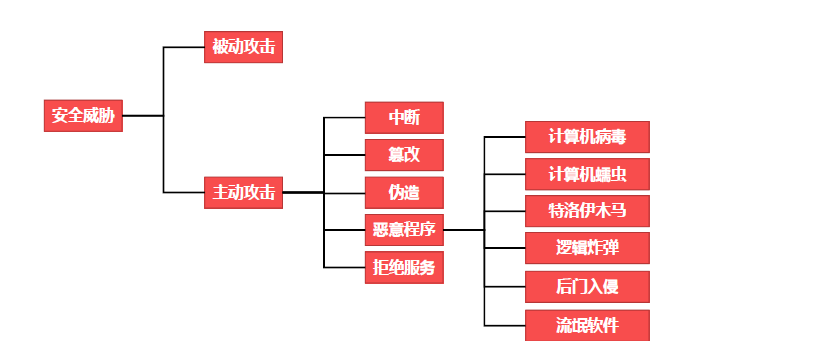 安全威胁
被动攻击
主动攻击
中断
篡改
伪造
恶意程序
拒绝服务
计算机病毒
计算机蠕虫
特洛伊木马
逻辑炸弹
后门入侵
流氓软件